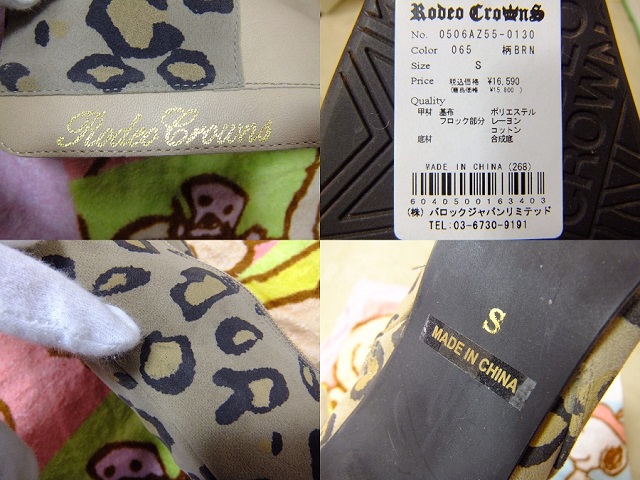 Rodeo Crowns
Rodeo CrownS
No. 0506AZ55-0130
Color 065 柄BRN
Size S
Price 税込価格 ¥16,590
(商品価格 ¥15,800 )
Quality
甲材 基布 ポリエステル
フロック部分 レーヨン
コットン
底材 合成底
MADE IN CHINA (268)
6040500163403
(株) バロックジャパンリミテッド
TEL:03-6730-9191
CROWN
S
MADE IN CHINA